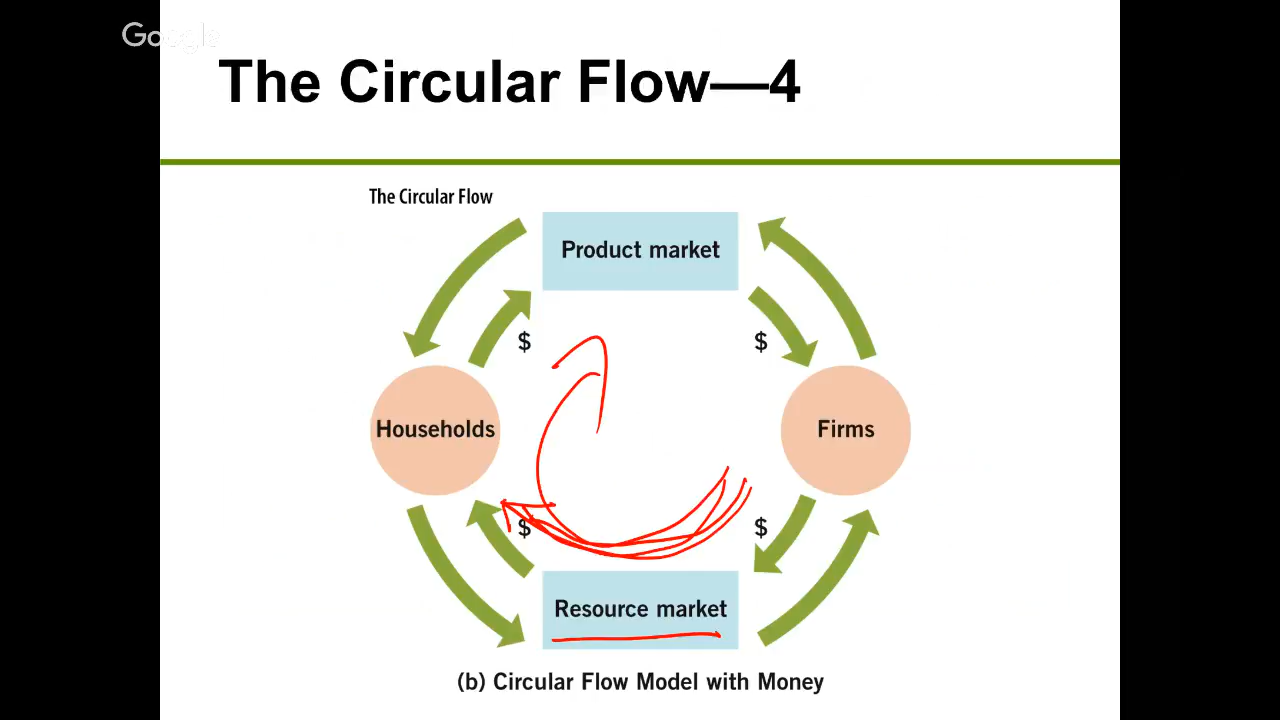 Google
The Circular Flow—4
The Circular Flow
Product market
$ $
Households Firms
$ $
Resource market
(b) Circular Flow Model with Money